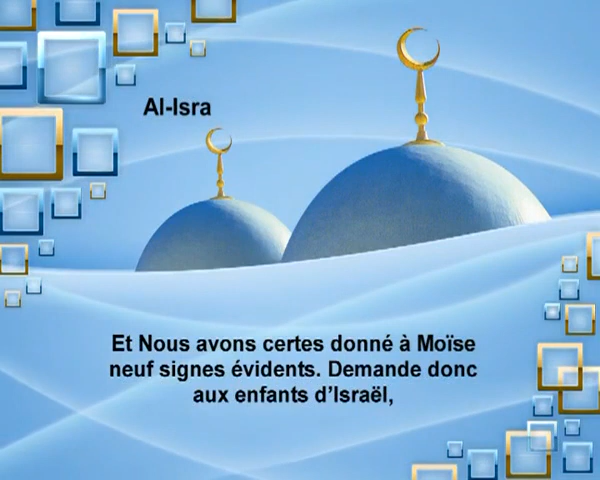 Al-Isra
Et Nous avons certes donné à Moïse
neuf signes évidents. Demande donc
aux enfants d’Israël,